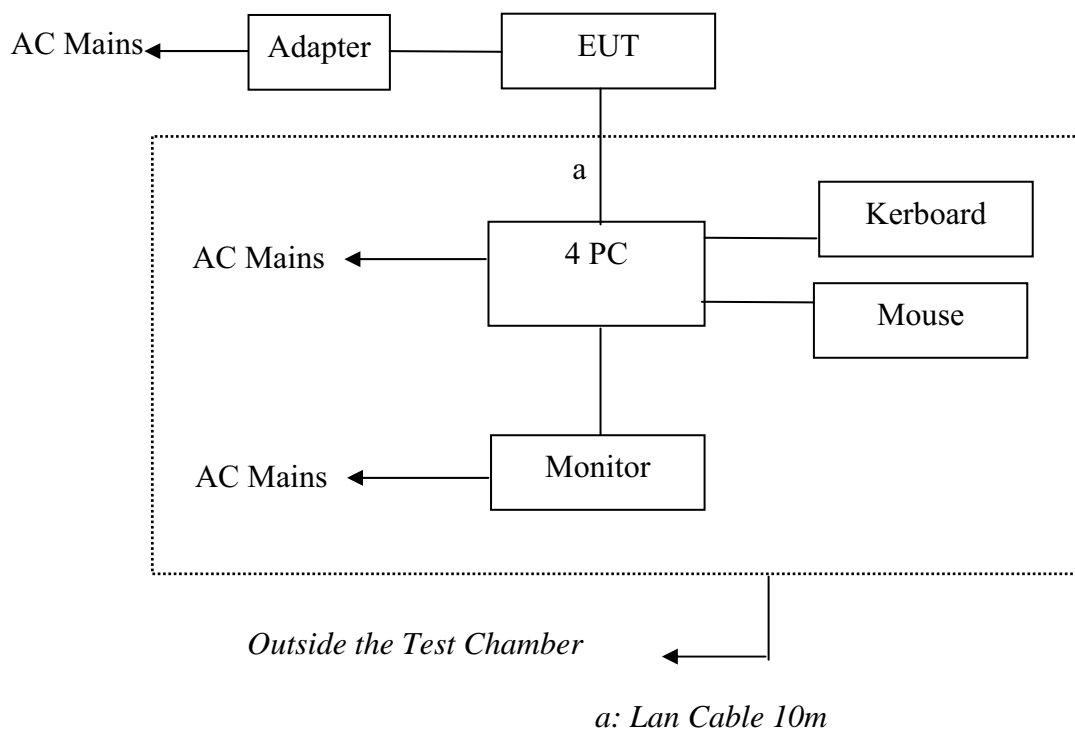 AC Mains
Adapter
EUT
a
Kerboard
AC Mains
4 PC
Mouse
AC Mains
Monitor
Outside the Test Chamber
a: Lan Cable 10m